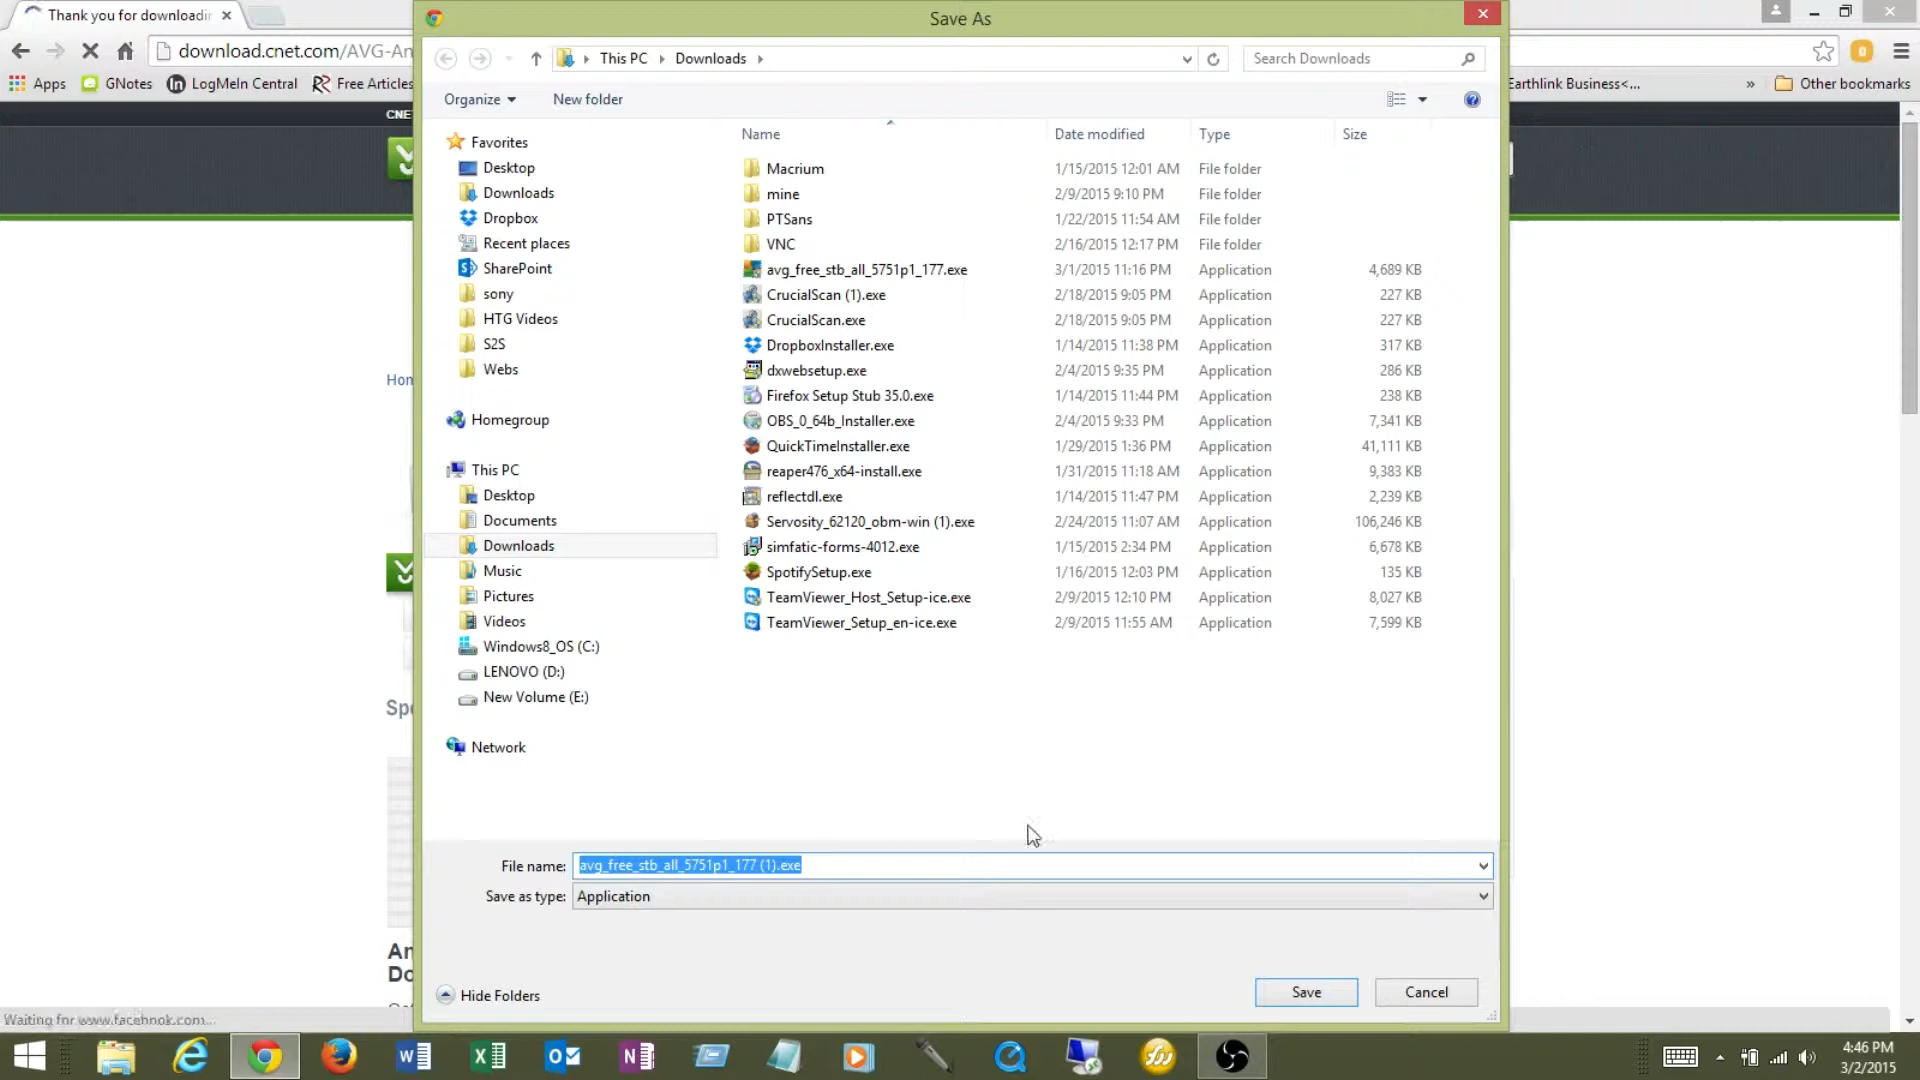 Thank you for downloadin
Save As
download.cnet.com/AVG-An
This PC
Downloads
Search Downloads
Apps
GNotes
LogMeIn Central
Free Articles
Earthlink Business<...
»
Other bookmarks
Organize
New folder
CNE
Name
Date modified
Type
Size
Favorites
Desktop
Downloads
Dropbox
Recent places
SharePoint
sony
HTG Videos
S2S
Webs
Homegroup
This PC
Desktop
Documents
Downloads
Music
Pictures
Videos
Windows8_OS (C:)
LENOVO (D:)
New Volume (E:)
Network
Macrium 1/15/2015 12:01 AM File folder
mine 2/9/2015 9:10 PM File folder
PTSans 1/22/2015 11:54 AM File folder
VNC 2/16/2015 12:17 PM File folder
avg_free_stb_all_5751p1_177.exe 3/1/2015 11:16 PM Application 4,689 KB
CrucialScan (1).exe 2/18/2015 9:05 PM Application 227 KB
CrucialScan.exe 2/18/2015 9:05 PM Application 227 KB
DropboxInstaller.exe 1/14/2015 11:38 PM Application 317 KB
dxwebsetup.exe 2/4/2015 9:35 PM Application 286 KB
Firefox Setup Stub 35.0.exe 1/14/2015 11:44 PM Application 238 KB
OBS_0_64b_Installer.exe 2/4/2015 9:33 PM Application 7,341 KB
QuickTimeInstaller.exe 1/29/2015 1:36 PM Application 41,111 KB
reaper476_x64-install.exe 1/31/2015 11:18 AM Application 9,383 KB
reflectdl.exe 1/14/2015 11:47 PM Application 2,239 KB
Servosity_62120_obm-win (1).exe 2/24/2015 11:07 AM Application 106,246 KB
simfatic-forms-4012.exe 1/15/2015 2:34 PM Application 6,678 KB
SpotifySetup.exe 1/16/2015 12:03 PM Application 135 KB
TeamViewer_Host_Setup-ice.exe 2/9/2015 12:10 PM Application 8,027 KB
TeamViewer_Setup_en-ice.exe 2/9/2015 11:55 AM Application 7,599 KB
Hon
Spo
An
Do
File name: avg_free_stb_all_5751p1_177 (1).exe
Save as type: Application
Hide Folders
Save
Cancel
Waiting for www.facebook.com...
4:46 PM
3/2/2015